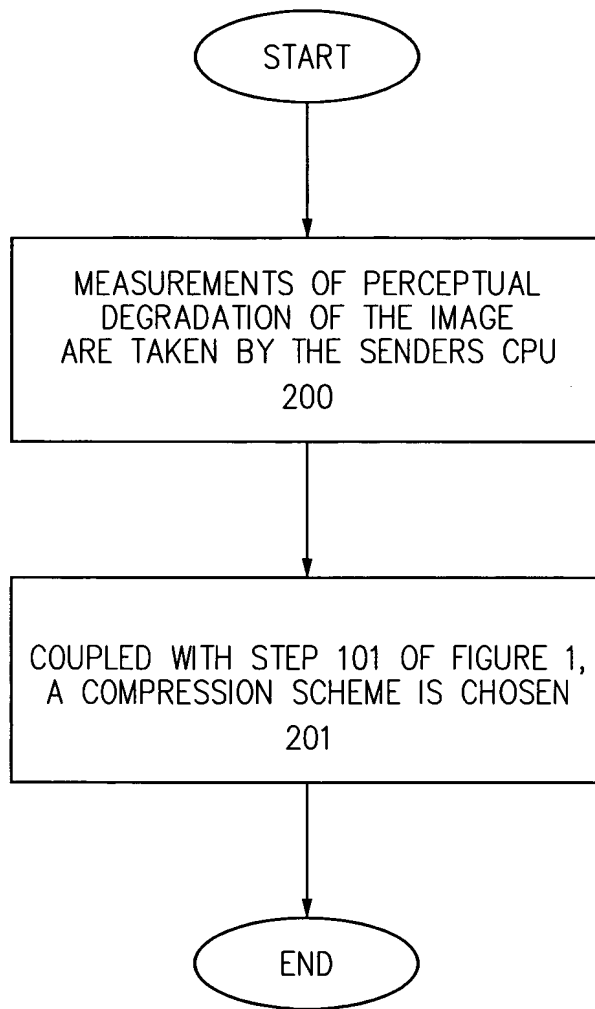 START
MEASUREMENTS OF PERCEPTUAL
DEGRADATION OF THE IMAGE
ARE TAKEN BY THE SENDERS CPU
200
COUPLED WITH STEP 101 OF FIGURE 1,
A COMPRESSION SCHEME IS CHOSEN
201
END